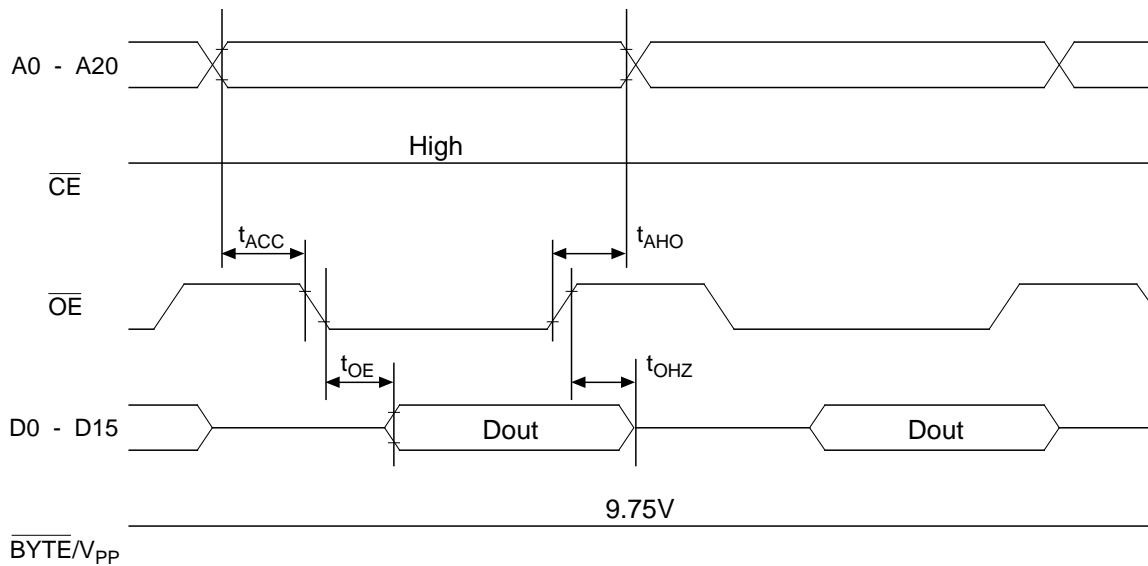 A0 - A20
High
CE
tACC
tAHO
OE
tOE
tOHZ
D0 - D15
Dout
Dout
9.75V
BYTE/VPP